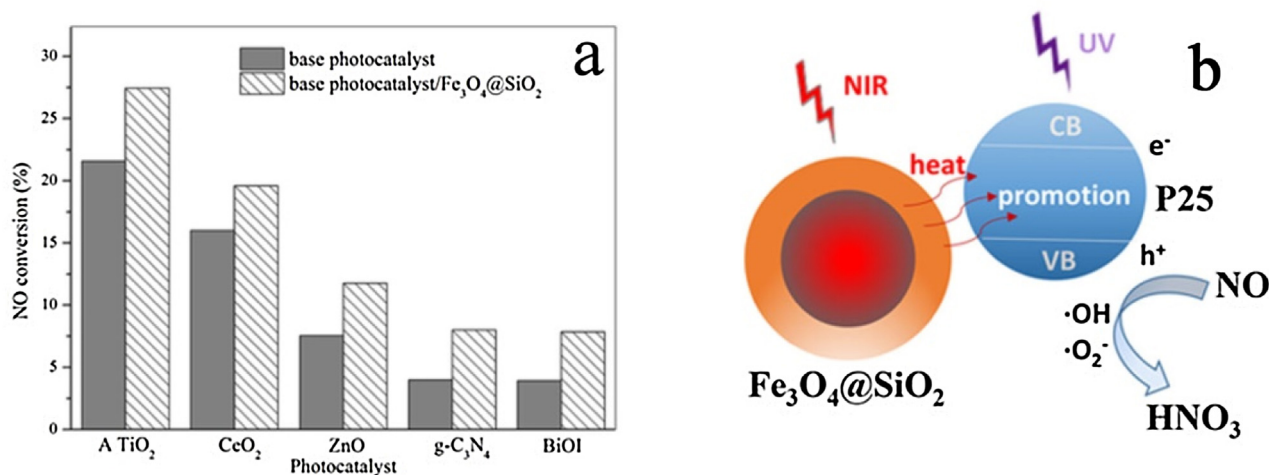 a
base photocatalyst
base photocatalyst/Fe₃O₄@SiO₂
NO conversion (%)
30
25
20
15
10
5
0
A TiO₂ CeO₂ ZnO g-C₃N₄ BiOI
Photocatalyst
b
UV
NIR
CB
heat
e⁻
promotion
P25
VB
h⁺
NO
·OH
·O₂⁻
Fe₃O₄@SiO₂
HNO₃